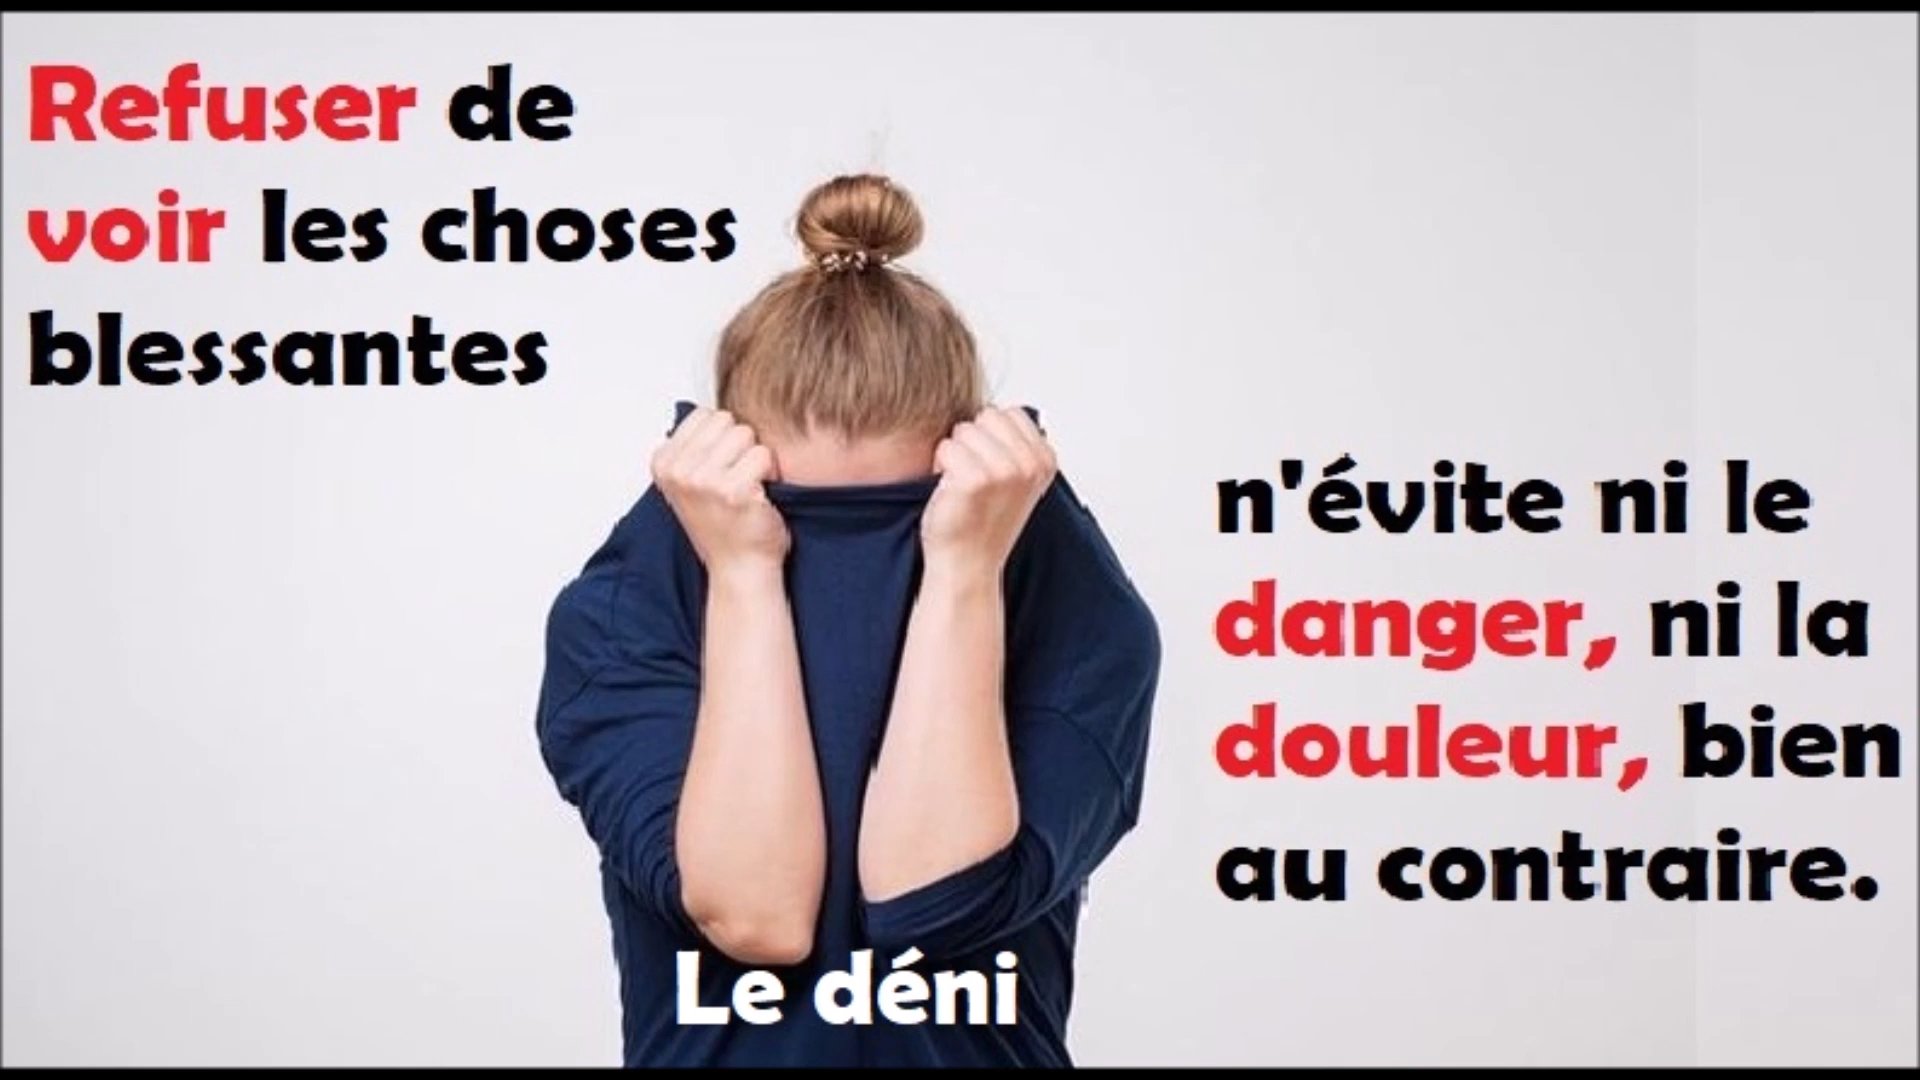 Refuser de
voir les choses
blessantes
n'évite ni le
danger, ni la
douleur, bien
au contraire.
Le déni